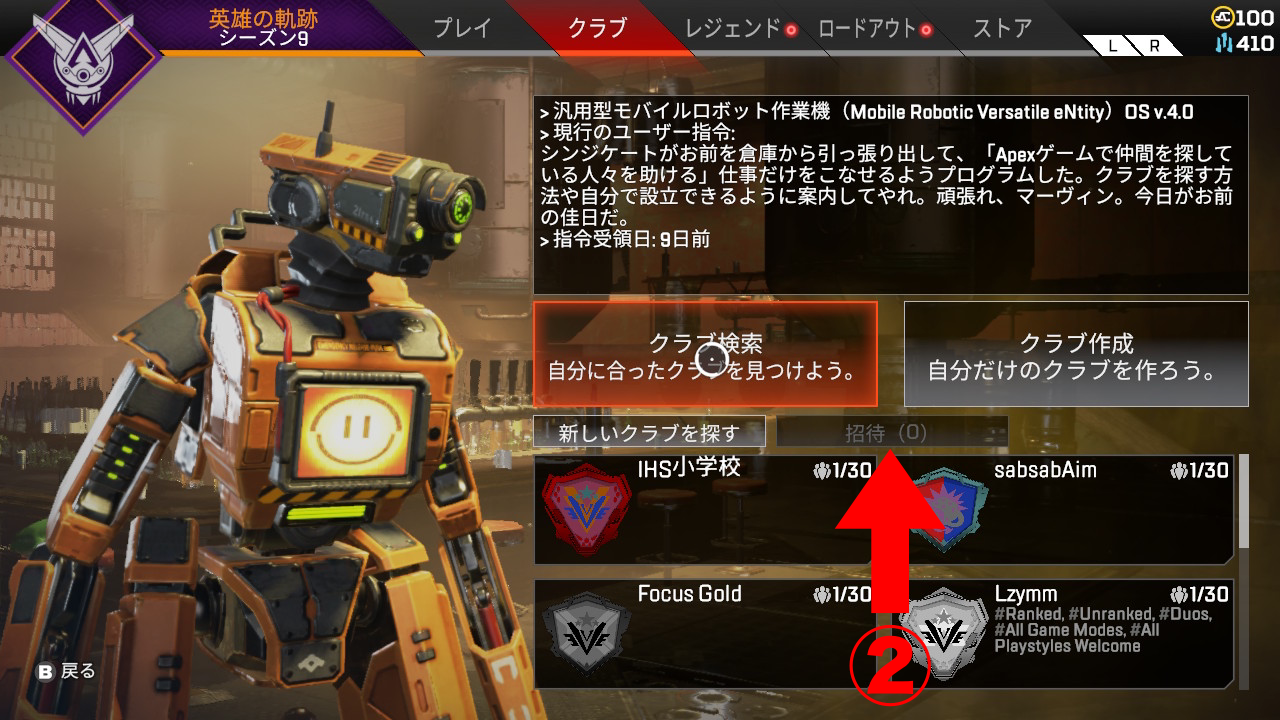 英雄の軌跡
シーズン9
プレイ
クラブ
レジェンド
ロードアウト
ストア
L
R
100
410
> 汎用型モバイルロボット作業機（Mobile Robotic Versatile eNtity）OS v.4.0
> 現行のユーザー指令:
シンジケートがお前を倉庫から引っ張り出して、「Apexゲームで仲間を探して
いる人々を助ける」仕事だけをこなせるようプログラムした。クラブを探す方
法や自分で設立できるように案内してやれ。頑張れ、マーヴィン。今日がお前
の佳日だ。
> 指令受領日: 9日前
クラブ検索
自分に合ったクラブを見つけよう。
クラブ作成
自分だけのクラブを作ろう。
新しいクラブを探す
招待（0）
IHS小学校
1/30
sabsabAim
1/30
Focus Gold
1/30
Lzymm
1/30
#Ranked, #Unranked, #Duos,
#All Game Modes, #All
Playstyles Welcome
2
B 戻る